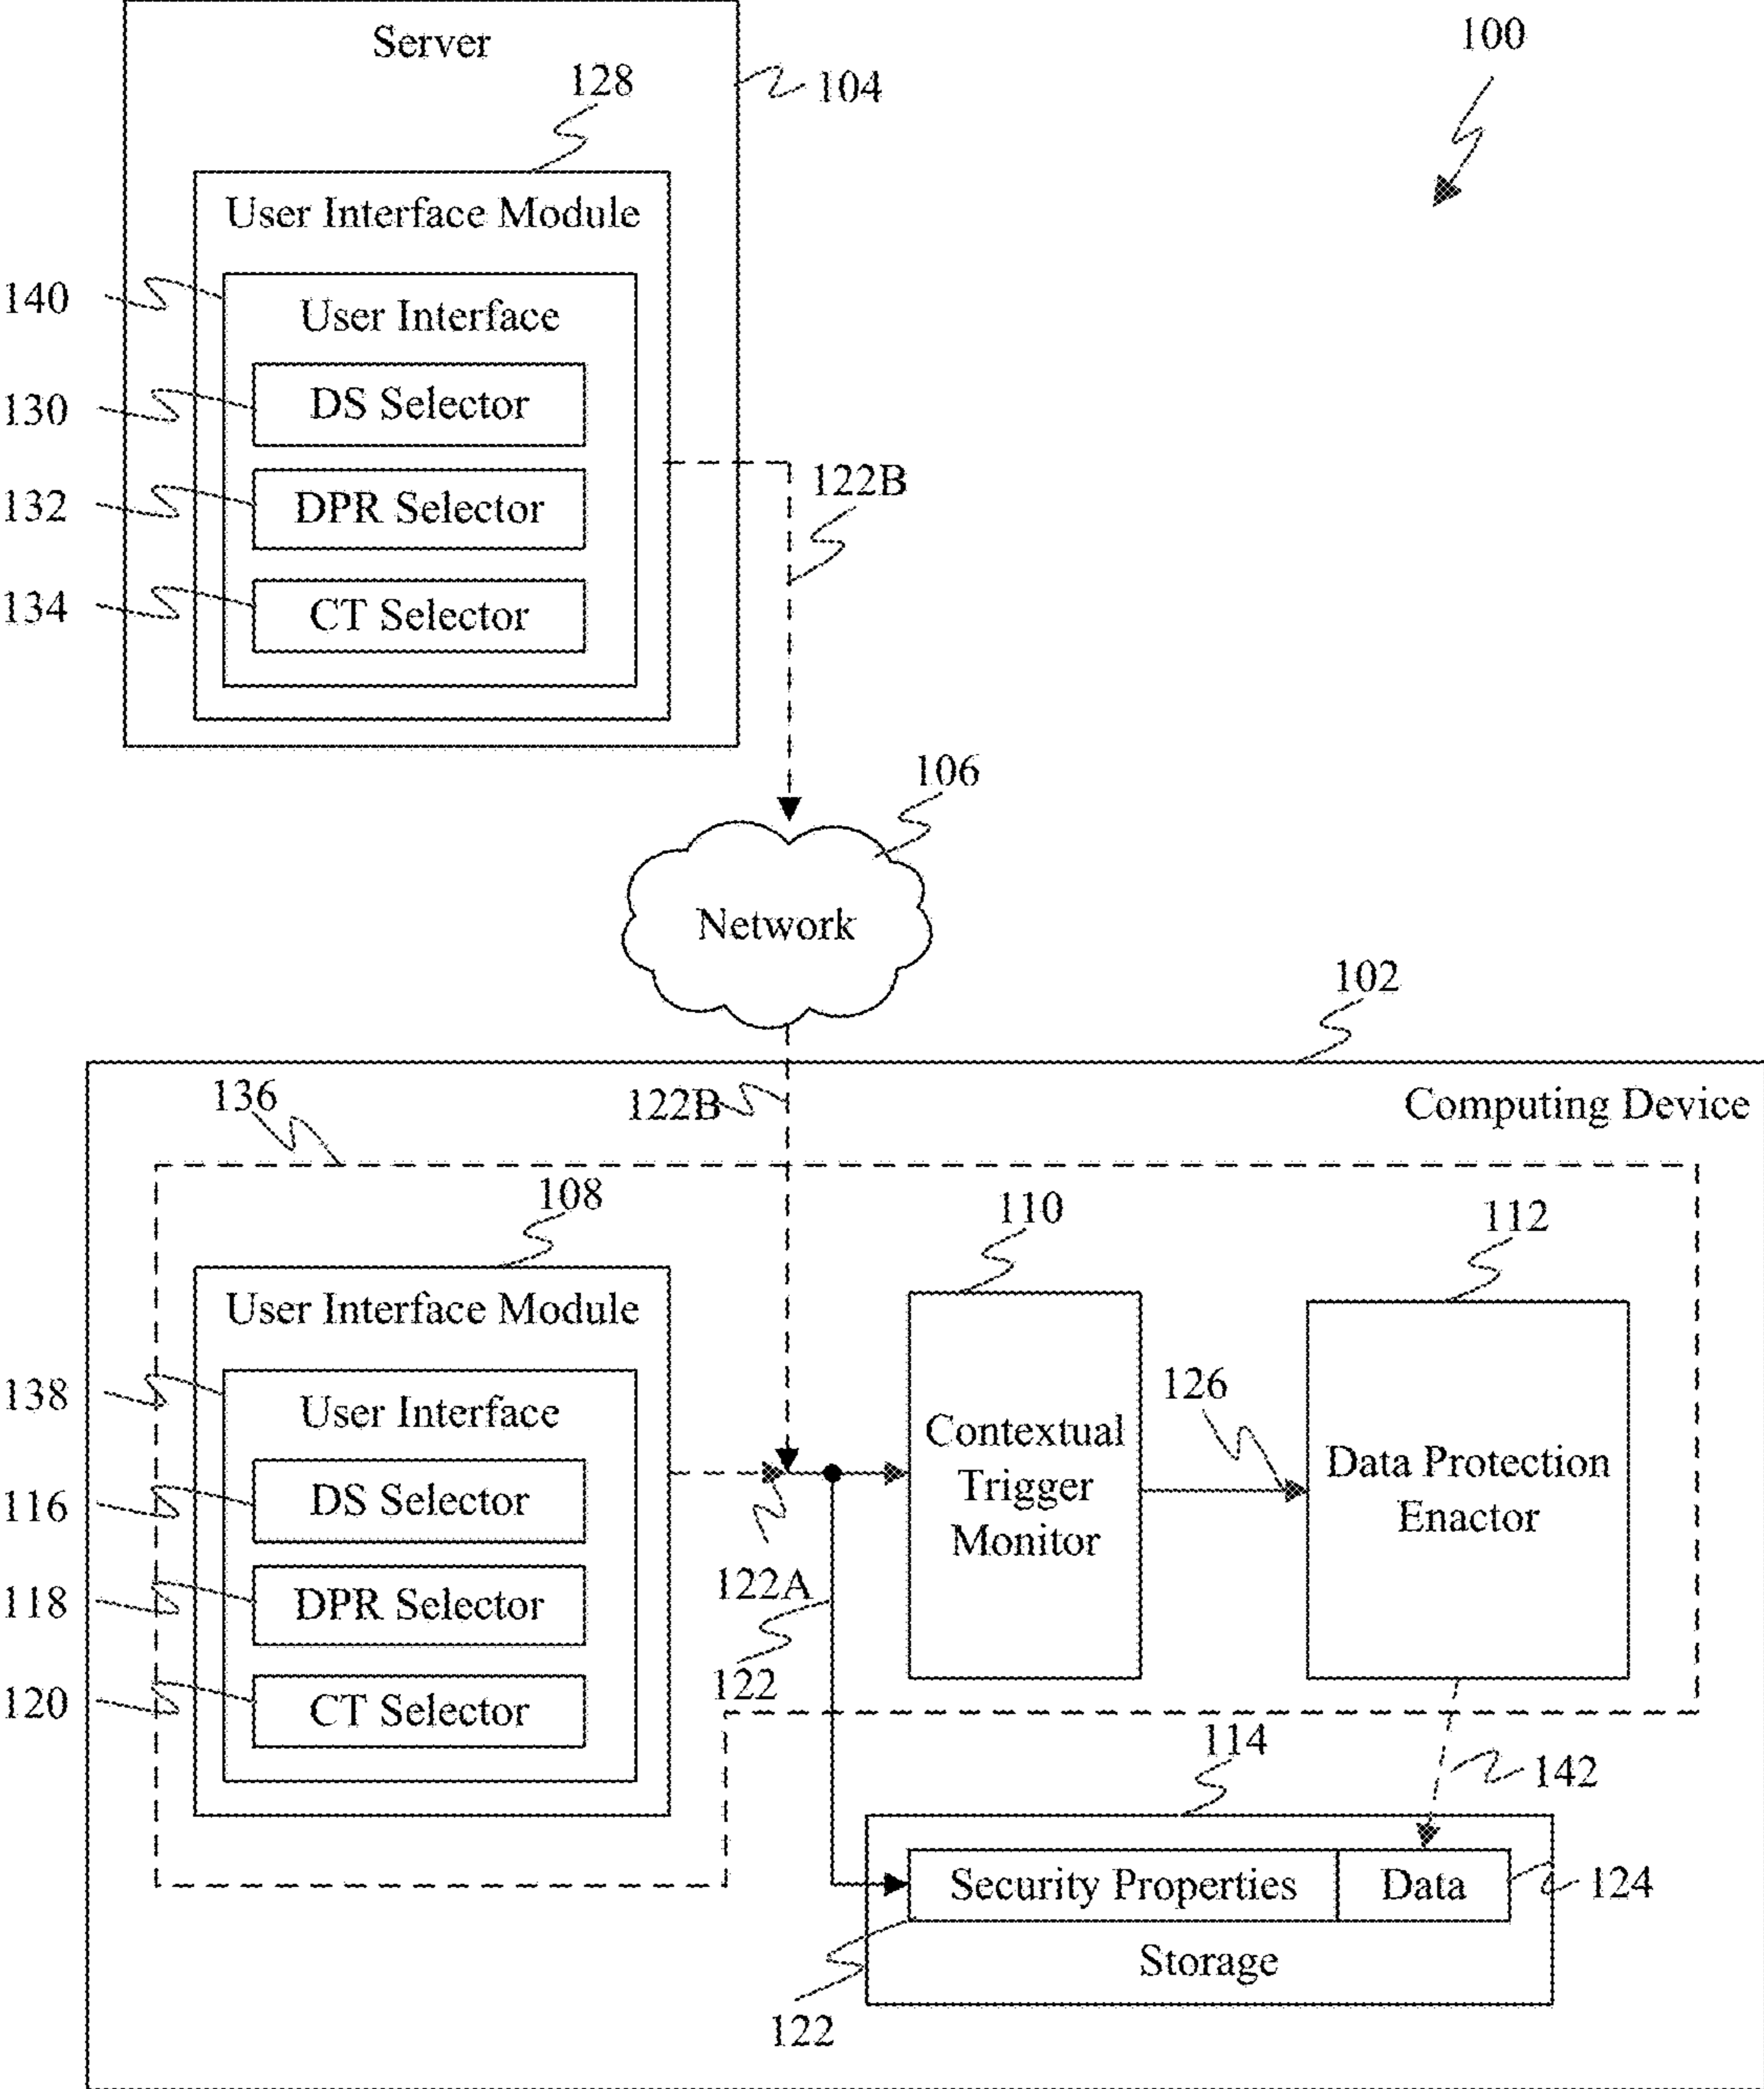 Server
100
104
128
User Interface Module
140
User Interface
130
DS Selector
122B
132
DPR Selector
134
CT Selector
106
Network
102
136
122B
Computing Device
108
110
112
User Interface Module
138
User Interface
126
Contextual
Trigger
Monitor
Data Protection
Enactor
116
DS Selector
122A
118
DPR Selector
122
120
CT Selector
114
142
Security Properties
Data
124
Storage
122